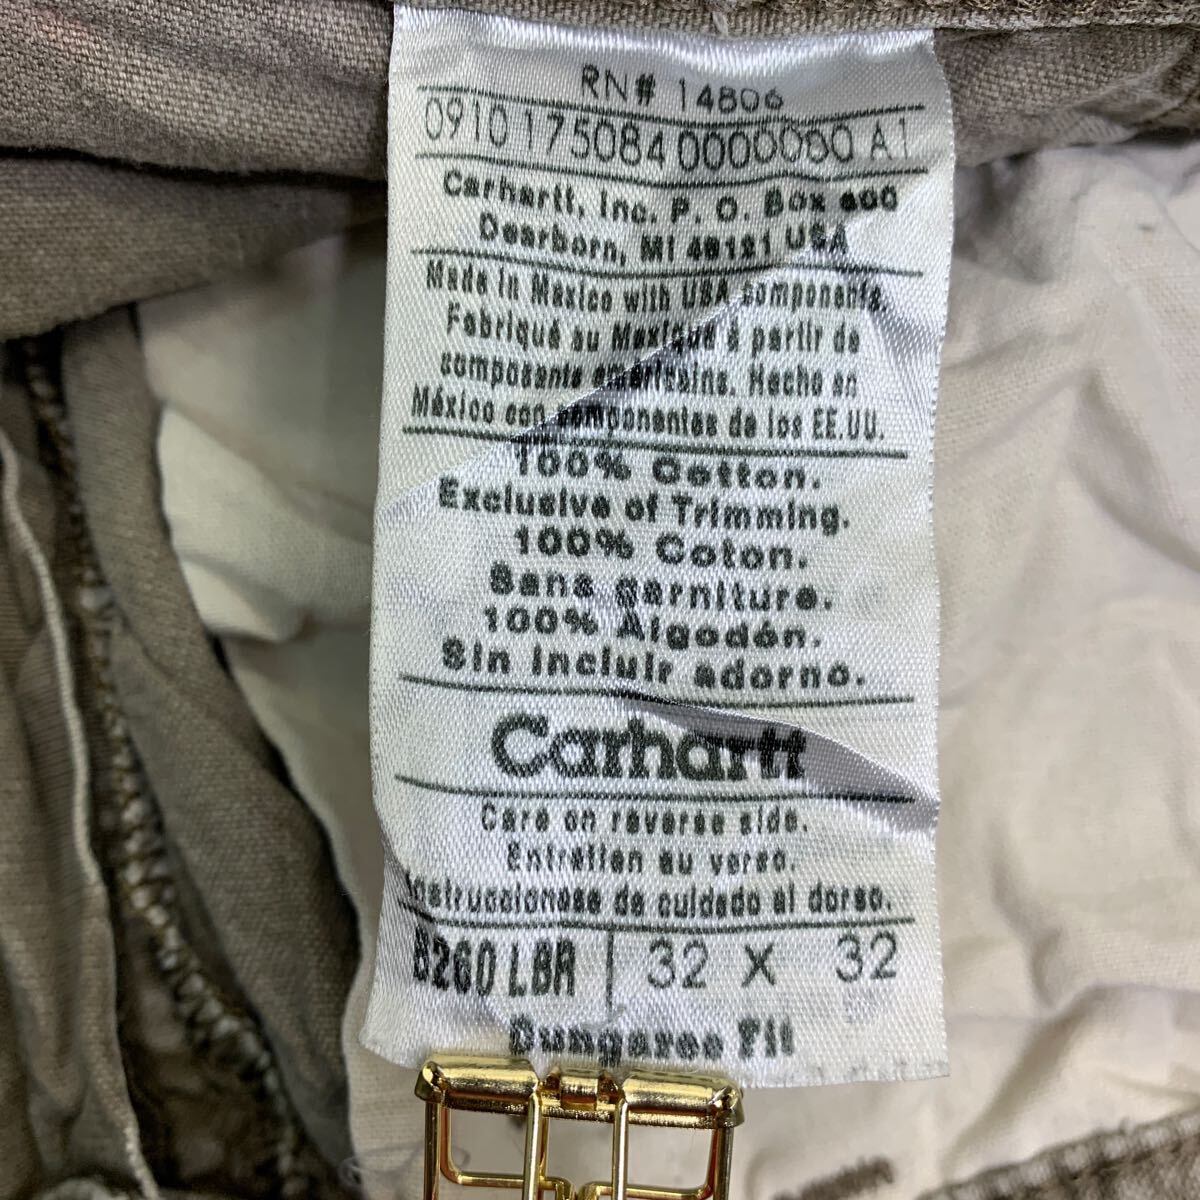 RN# 14806
0910 175084 0000000 A1
Carhartt, Inc. P. O. Box 600
Dearborn, MI 48121 USA
Made in Mexico with USA components.
Fabriqué au Mexique á partir de
composants américains. Hecho en
México con componentes de los EE.UU.
100% Cotton.
Exclusive of Trimming.
100% Coton.
Sans garniture.
100% Algodón.
Sin incluir adorno.
Carhartt
Care on reverse side.
Entretien au verso.
Instruccionese de cuidado al dorso.
B260 LBR 32 X 32
Dungaree Fit